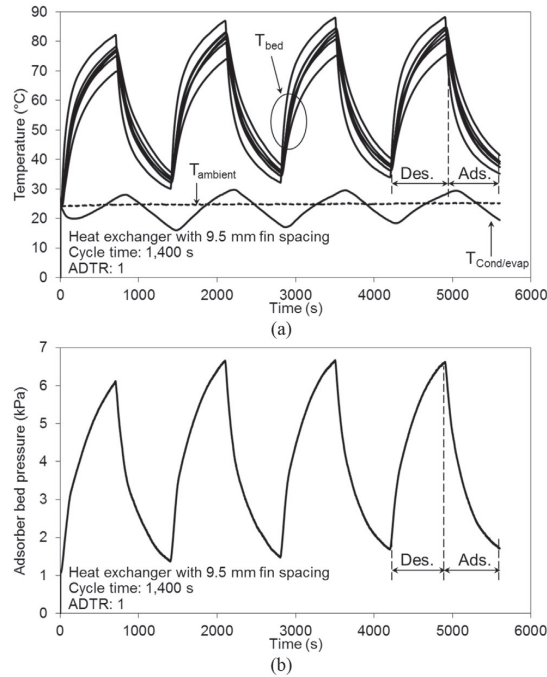 90
80
70
60
50
40
30
20
10
0
Temperature (°C)
T bed
T ambient
Des. Ads.
Heat exchanger with 9.5 mm fin spacing
Cycle time: 1,400 s
ADTR: 1
T Cond/evap
0 1000 2000 3000 4000 5000 6000
Time (s)
(a)
7
6
5
4
3
2
1
0
Adsorber bed pressure (kPa)
Des. Ads.
Heat exchanger with 9.5 mm fin spacing
Cycle time: 1,400 s
ADTR: 1
0 1000 2000 3000 4000 5000 6000
Time (s)
(b)